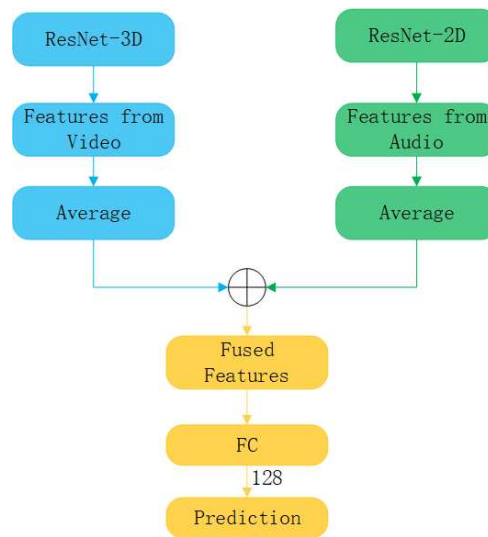 ResNet-3D
ResNet-2D
Features from
Video
Features from
Audio
Average
Average
Fused
Features
FC
128
Prediction